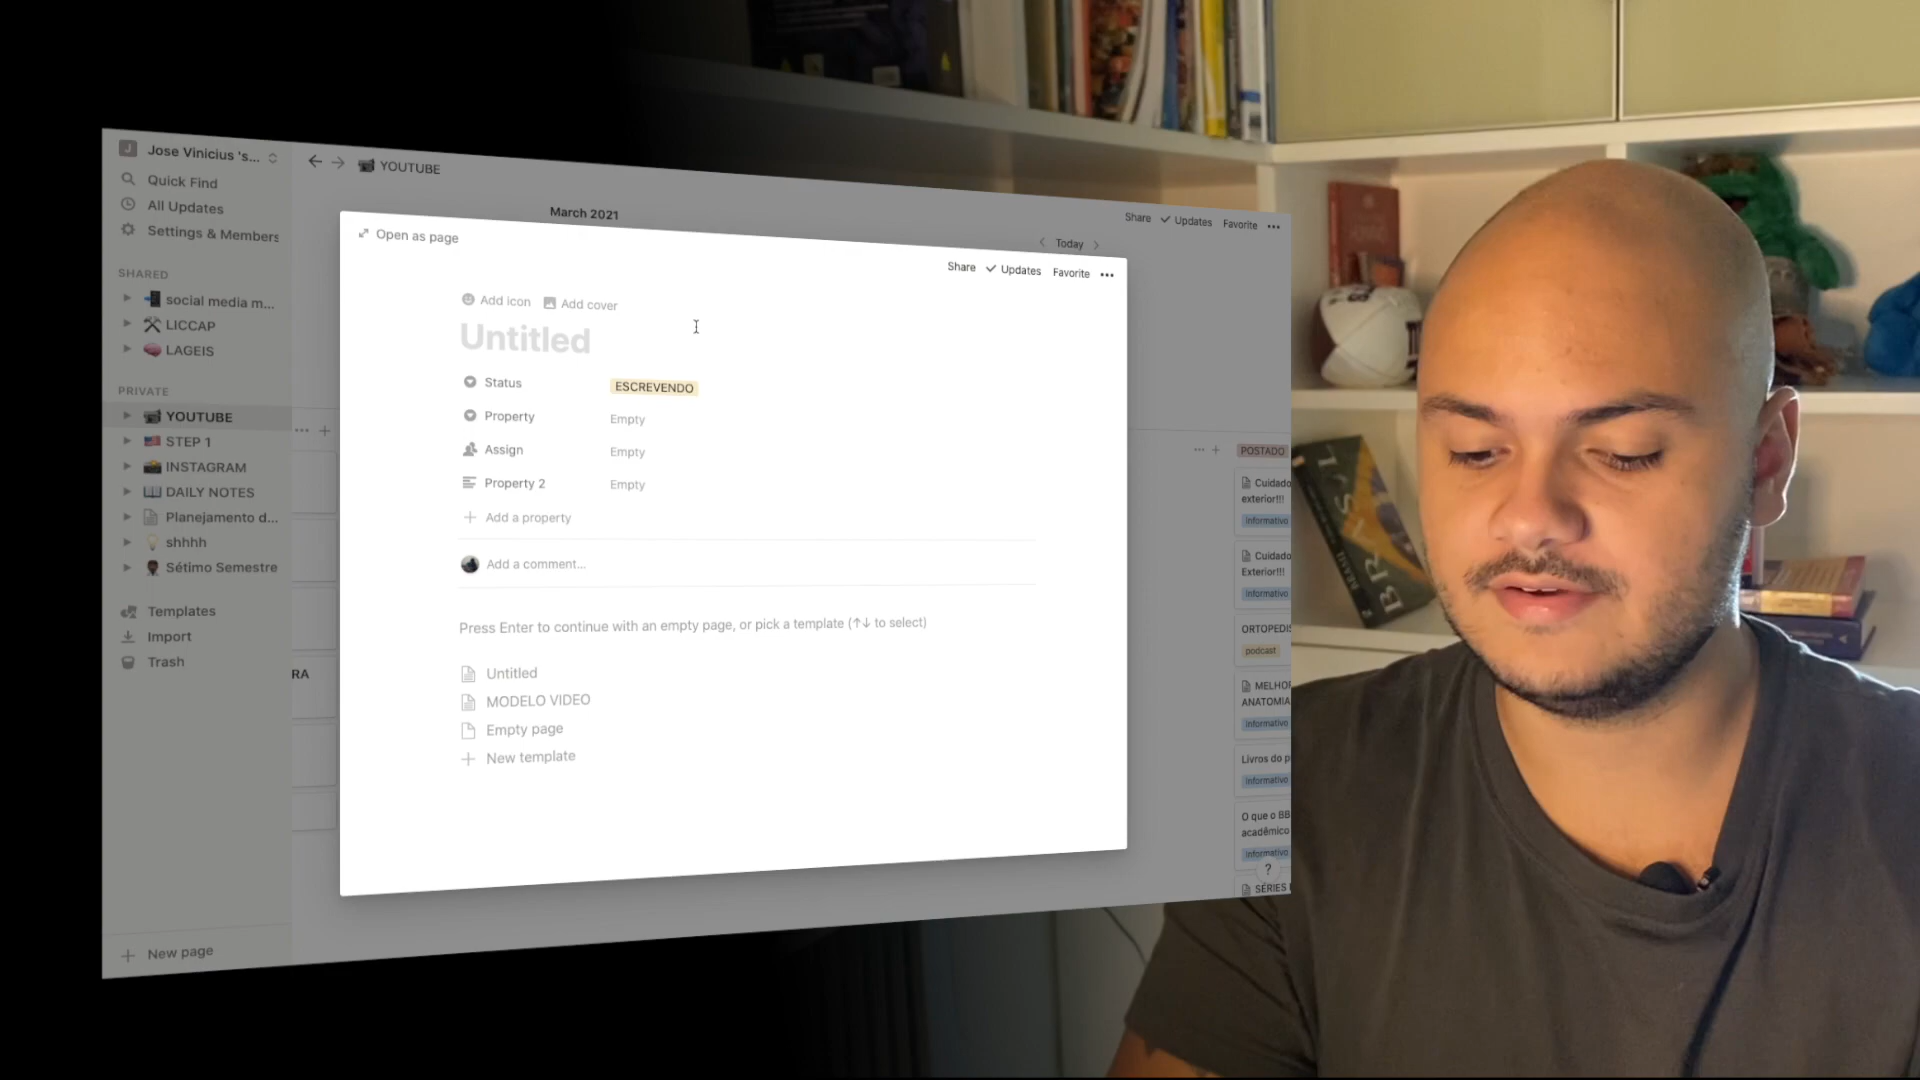 J
Jose Vinicius 's...
Quick Find
All Updates
Settings & Members
SHARED
social media m...
LICCAP
LAGEIS
PRIVATE
YOUTUBE
STEP 1
INSTAGRAM
DAILY NOTES
Planejamento d...
shhhh
Sétimo Semestre
Templates
Import
Trash
New page
YOUTUBE
March 2021
Share Updates Favorite
Today
Open as page
Share Updates Favorite
Add icon Add cover
Untitled
Status ESCREVENDO
Property Empty
Assign Empty
Property 2 Empty
Add a property
Add a comment...
Press Enter to continue with an empty page, or pick a template (↑↓ to select)
Untitled
MODELO VIDEO
Empty page
New template
RA
POSTADO
Cuidado
exterior!!!
Informativo
Cuidado
Exterior!!!
Informativo
ORTOPEDIS
podcast
MELHO
ANATOMIA
Informativo
Livros do p
Informativo
O que o BB
acadêmico
Informativo
?
SÉRIES
BRASIL